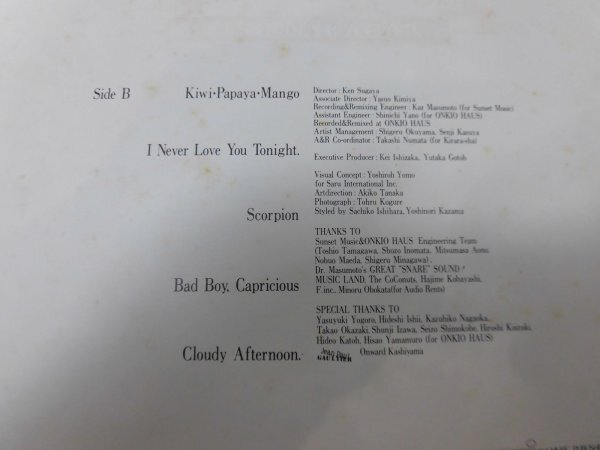 Side B
Kiwi・Papaya・Mango
I Never Love You Tonight.
Scorpion
Bad Boy, Capricious
Cloudy Afternoon.
Director : Ken Sugaya
Associate Director : Yasuo Kimiya
Recording&Remixing Engineer : Kaz Masumoto (for Sunset Music)
Assistant Engineer : Shinichi Yano (for ONKIO HAUS)
Recorded&Remixed at ONKIO HAUS
Artist Management : Shigeru Okuyama, Senji Kasuya
A&R Co-ordinator : Takashi Numata (for Kirara-sha)
Executive Producer : Kei Ishizaka, Yutaka Gotoh
Visual Concept : Yoshiroh Yomo
for Saru International Inc.
Artdirection : Akiko Tanaka
Photograph : Tohru Kogure
Styled by Sachiko Ishihara, Yoshinori Kazama
THANKS TO
Sunset Music&ONKIO HAUS Engineering Team
(Toshio Tamagawa, Shozo Inomata, Mitsumasa Aono,
Nobuo Maeda, Shigeru Minagawa),
Dr. Masumoto's GREAT "SNARE" SOUND!
MUSIC LAND, The CoConuts, Hajime Kobayashi,
F.inc., Minoru Obokata(for Audio Rents)
SPECIAL THANKS TO
Yasuyuki Yogoro, Hideshi Ishii, Kazuhiko Nagaoka,
Takao Okazaki, Shunji Izawa, Seizo Shimokobe, Hiroshi
Hideo Katoh, Hisao Yamamuro (for ONKIO HAUS)
Jean Paul
GAULTIER
Onward Kashiyama